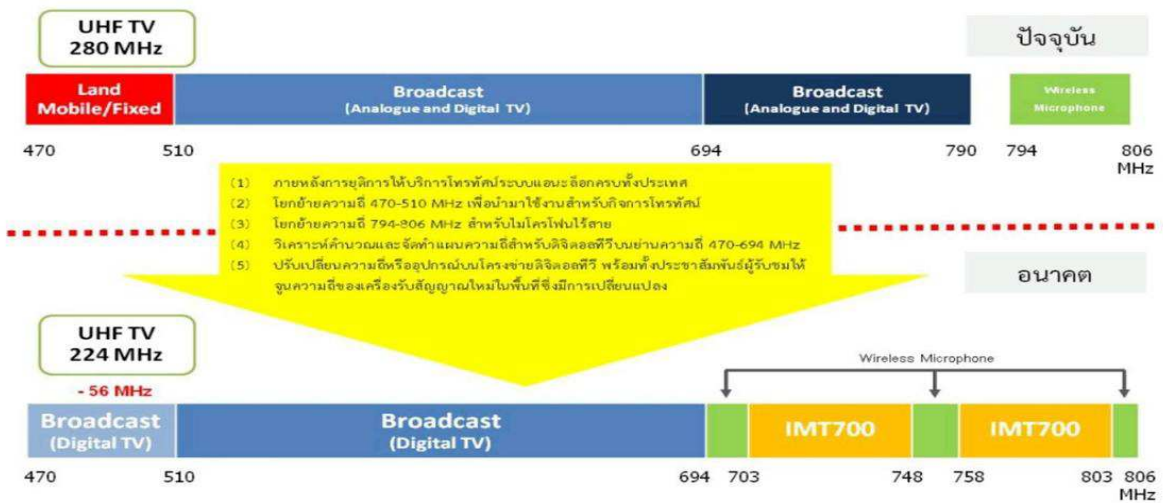 UHF TV
280 MHz
ปัจจุบัน
Land
Mobile/Fixed
Broadcast
(Analogue and Digital TV)
Broadcast
(Analogue and Digital TV)
Wireless
Microphone
470
510
694
790
794
806
MHz
(1) ภายหลังการยุติการให้บริการโทรทัศน์ระบบแอนะล็อกครบทั้งประเทศ
(2) โยกย้ายความถี่ 470-510 MHz เพื่อนำมาใช้งานสำหรับกิจการโทรทัศน์
(3) โยกย้ายความถี่ 794-806 MHz สำหรับไมโครโฟนไร้สาย
(4) วิเคราะห์คำนวณและจัดทำแผนความถี่สำหรับดิจิตอลทีวีบนย่านความถี่ 470-694 MHz
(5) ปรับเปลี่ยนความถี่หรืออุปกรณ์บนโครงข่ายดิจิตอลทีวี พร้อมทั้งประชาสัมพันธ์ผู้รับชมให้
จูนความถี่ของเครื่องรับสัญญาณใหม่ในพื้นที่ซึ่งมีการเปลี่ยนแปลง
อนาคต
UHF TV
224 MHz
- 56 MHz
Wireless Microphone
Broadcast
(Digital TV)
Broadcast
(Digital TV)
IMT700
IMT700
470
510
694
703
748
758
803
806
MHz